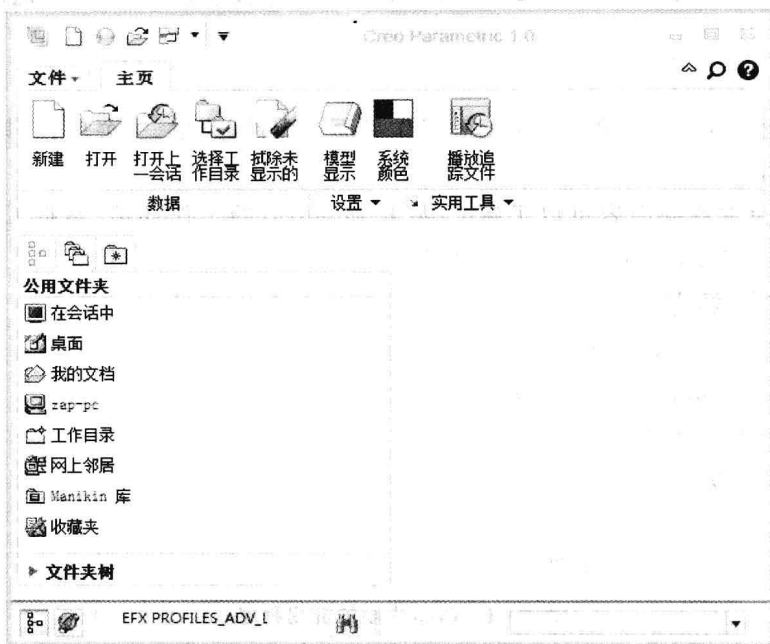 Creo Parametric 1.0
文件 主页
新建 打开 打开上一会话 选择工作目录 拭除未显示的 模型显示 系统颜色 播放追踪文件
数据 设置 实用工具
公用文件夹
在会话中
桌面
我的文档
zap-pc
工作目录
网上邻居
Manikin 库
收藏夹
文件夹树
EFX PROFILES_ADV_L